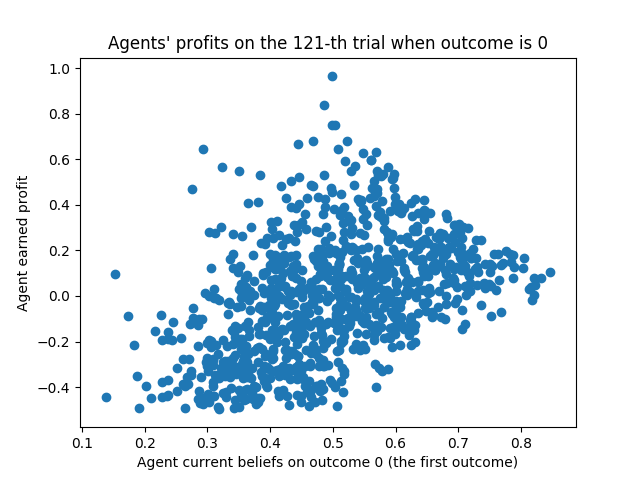 Agents' profits on the 121-th trial when outcome is 0
1.0
0.8
0.6
0.4
0.2
0.0
−0.2
−0.4
Agent earned profit
0.1 0.2 0.3 0.4 0.5 0.6 0.7 0.8
Agent current beliefs on outcome 0 (the first outcome)